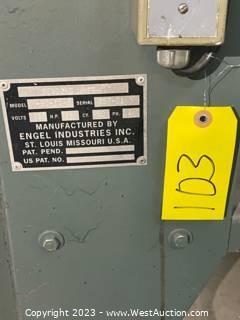 MODEL SERIAL
VOLTS H.P. CY. PH.
MANUFACTURED BY
ENGEL INDUSTRIES INC.
ST. LOUIS MISSOURI U.S.A.
PAT. PEND.
US PAT. NO.
103
Copyright © 2023 - www.WestAuction.com